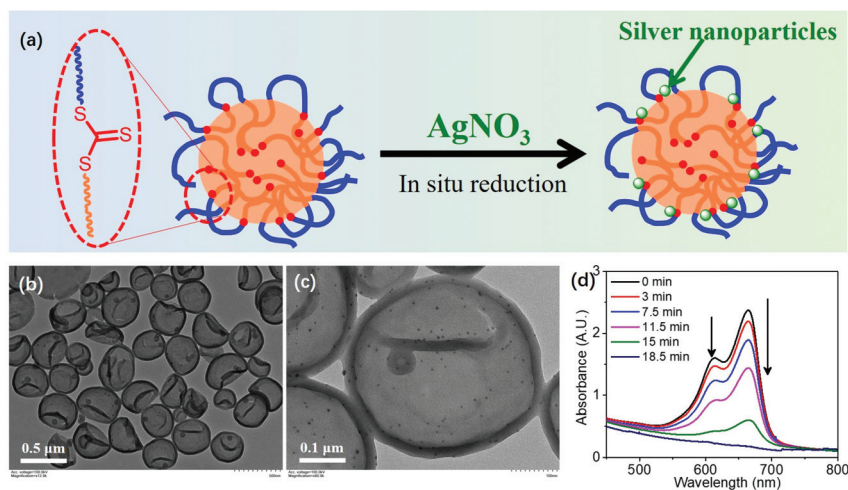 (a)
Silver nanoparticles
S
S
S
AgNO3
In situ reduction
(b)
0.5 μm
(c)
0.1 μm
(d)
3
2
1
0
Absorbance (A.U.)
0 min
3 min
7.5 min
11.5 min
15 min
18.5 min
500 600 700 800
Wavelength (nm)